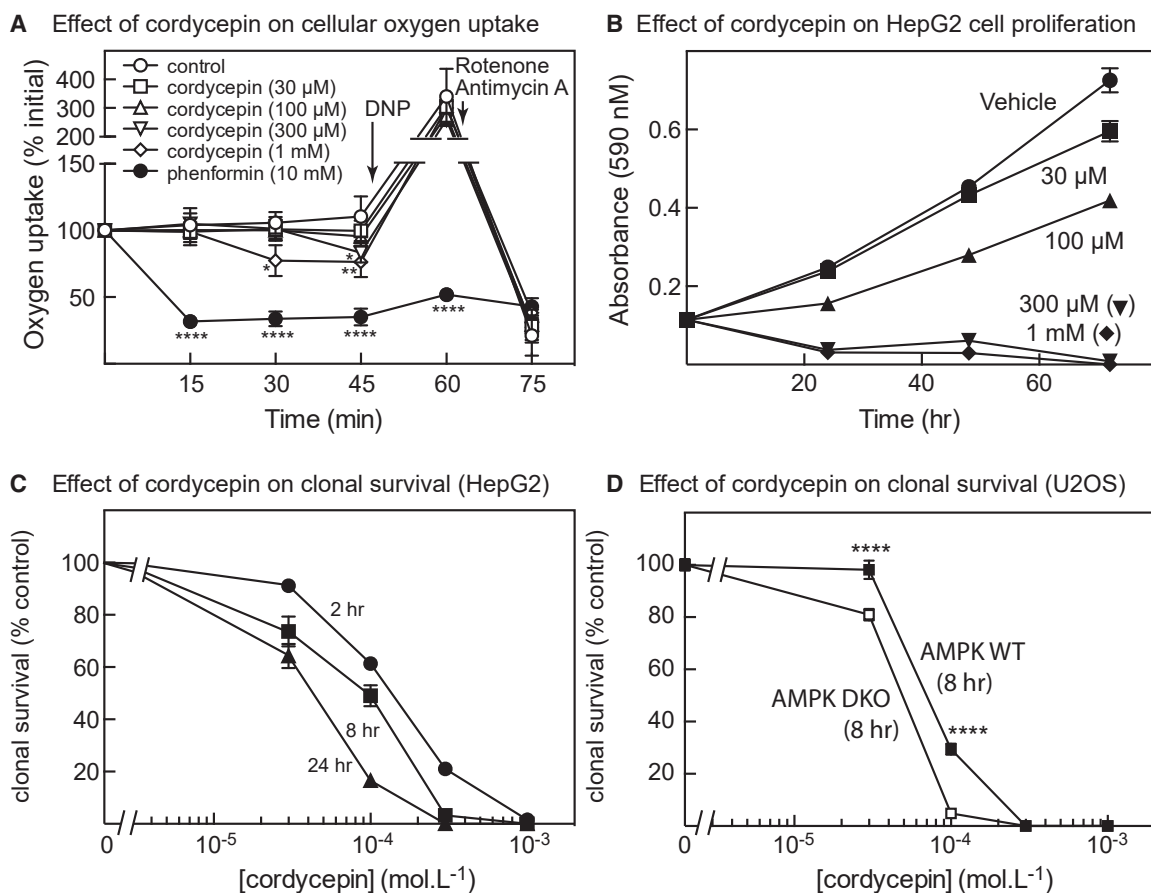 A Effect of cordycepin on cellular oxygen uptake
Oxygen uptake (% initial)
400
300
200
150
100
50
control
cordycepin (30 µM)
cordycepin (100 µM)
cordycepin (300 µM)
cordycepin (1 mM)
phenformin (10 mM)
DNP
Rotenone
Antimycin A
*
*
**
****
****
****
****
15 30 45 60 75
Time (min)
B Effect of cordycepin on HepG2 cell proliferation
Absorbance (590 nM)
0.6
0.4
0.2
Vehicle
30 µM
100 µM
300 µM (▼)
1 mM (◆)
20 40 60
Time (hr)
C Effect of cordycepin on clonal survival (HepG2)
clonal survival (% control)
100
80
60
40
20
2 hr
8 hr
24 hr
0 10-5 10-4 10-3
[cordycepin] (mol.L-1)
D Effect of cordycepin on clonal survival (U2OS)
clonal survival (% control)
100
80
60
40
20
****
****
AMPK WT
(8 hr)
AMPK DKO
(8 hr)
0 10-5 10-4 10-3
[cordycepin] (mol.L-1)